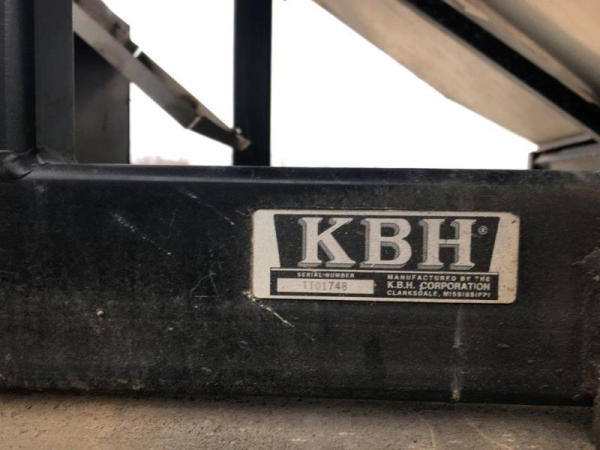 KBH®
SERIAL NUMBER
TT01748
MANUFACTURED BY THE
K.B.H. CORPORATION
CLARKSDALE, MISSISSIPPI